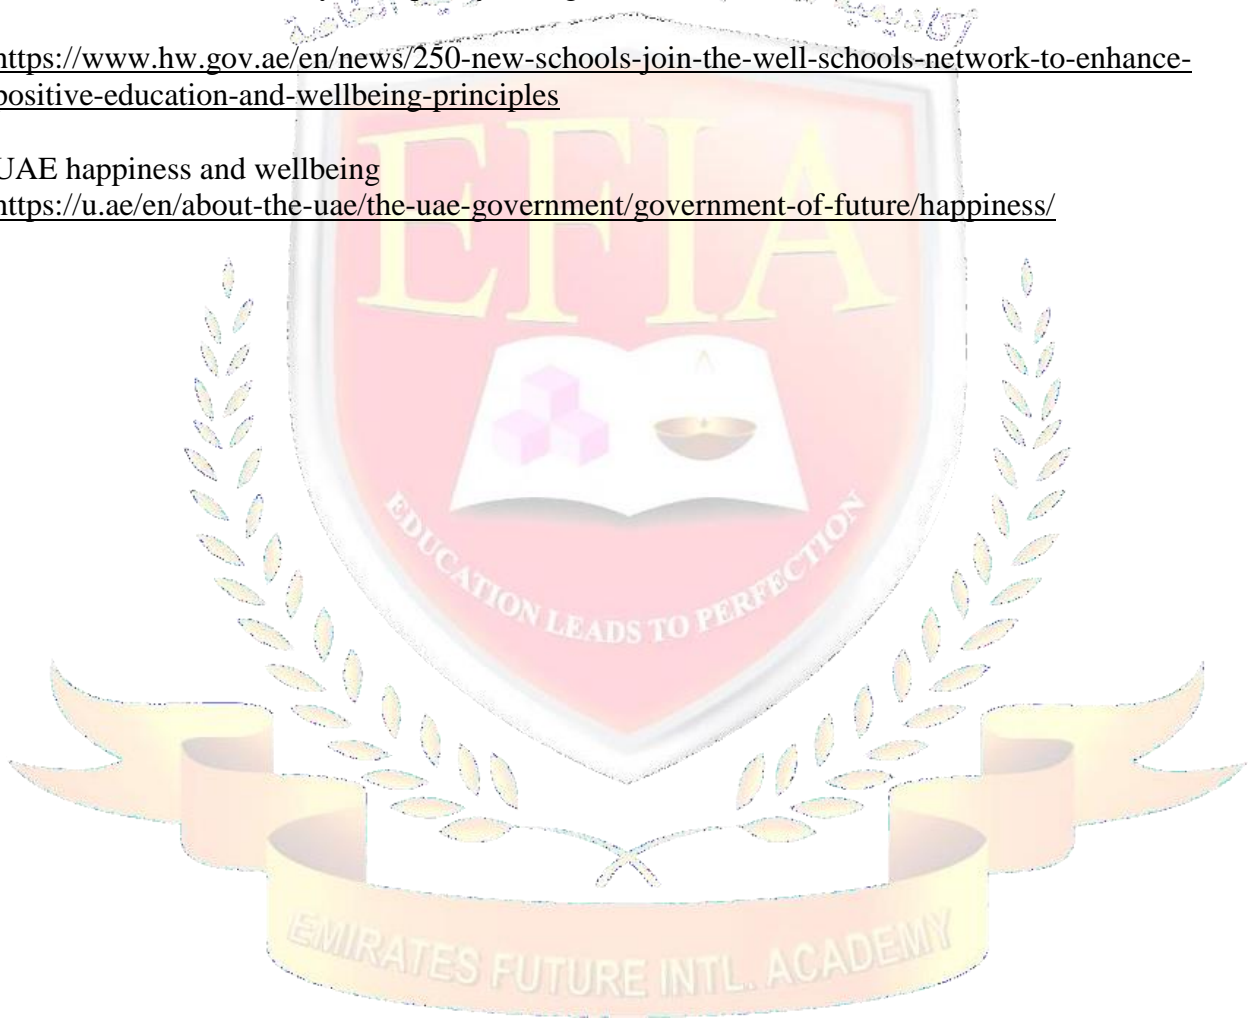 https://www.hw.gov.ae/en/news/250-new-schools-join-the-well-schools-network-to-enhance-
positive-education-and-wellbeing-principles
UAE happiness and wellbeing
https://u.ae/en/about-the-uae/the-uae-government/government-of-future/happiness/
EFIA
EDUCATION LEADS TO PERFECTION
EMIRATES FUTURE INTL. ACADEMY